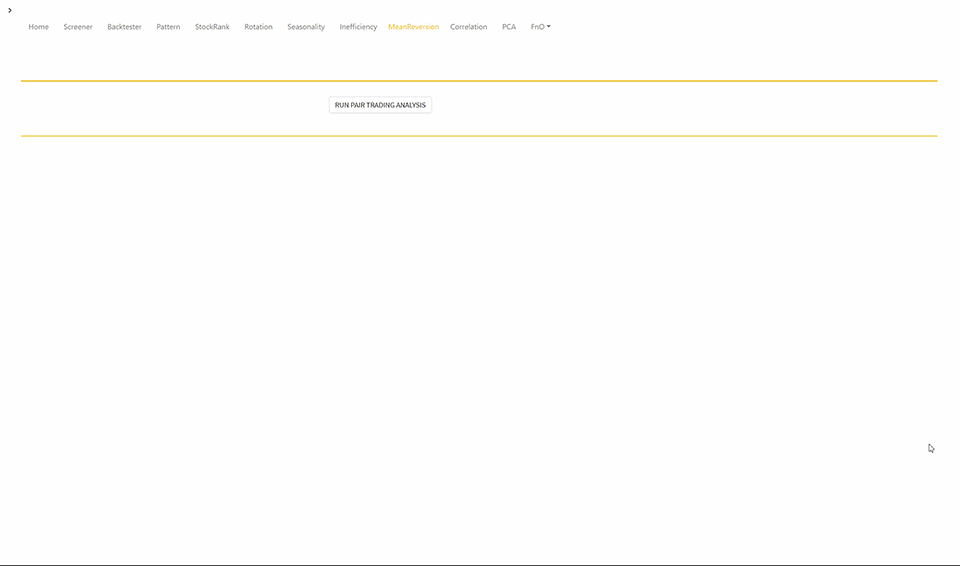 Home Screener Backtester Pattern StockRank Rotation Seasonality Inefficiency MeanReversion Correlation PCA FnO
RUN PAIR TRADING ANALYSIS